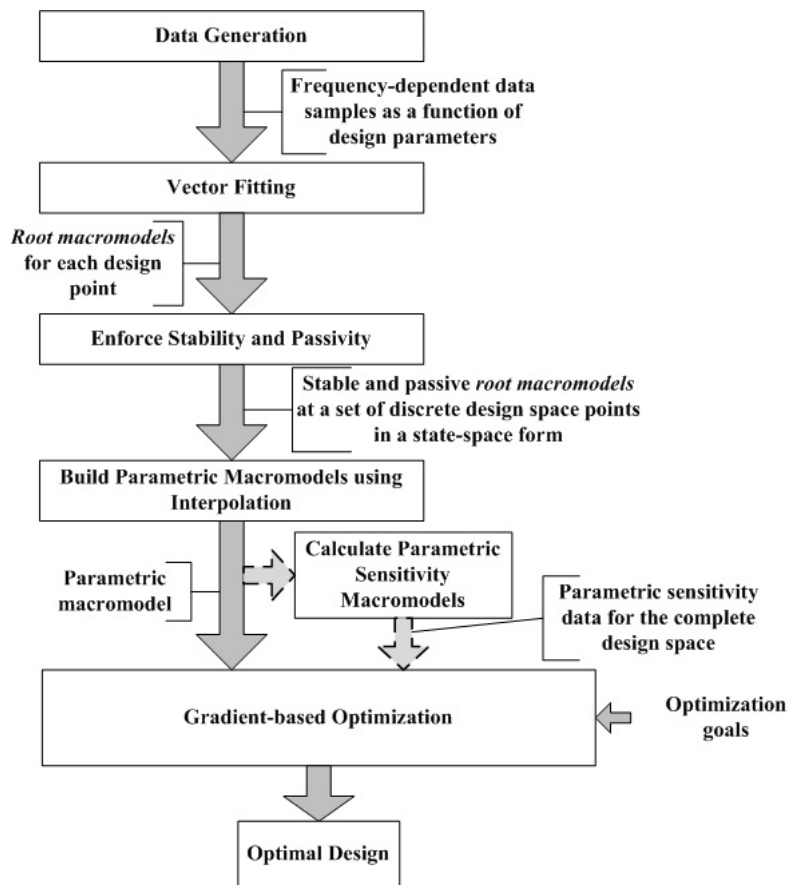 Data Generation
Frequency-dependent data
samples as a function of
design parameters
Vector Fitting
Root macromodels
for each design
point
Enforce Stability and Passivity
Stable and passive root macromodels
at a set of discrete design space points
in a state-space form
Build Parametric Macromodels using
Interpolation
Calculate Parametric
Sensitivity
Macromodels
Parametric
macromodel
Parametric sensitivity
data for the complete
design space
Gradient-based Optimization
Optimization
goals
Optimal Design